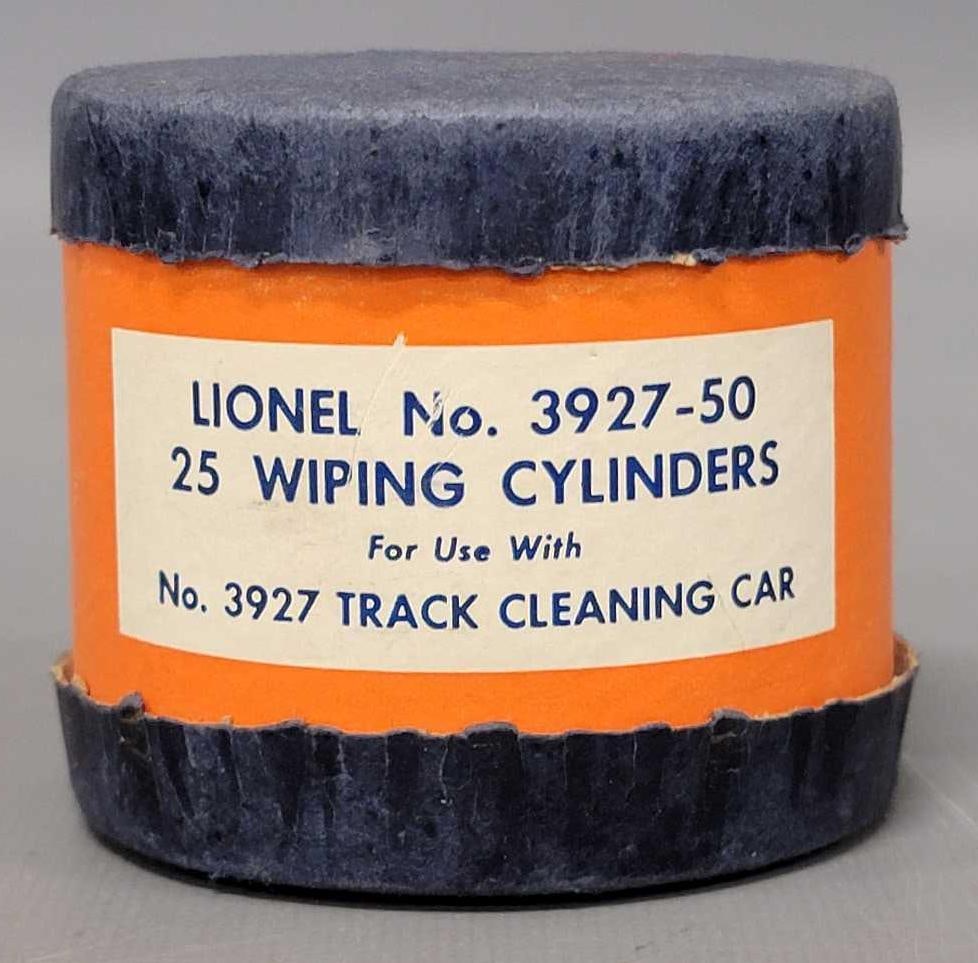 LIONEL No. 3927-50
25 WIPING CYLINDERS
For Use With
No. 3927 TRACK CLEANING CAR